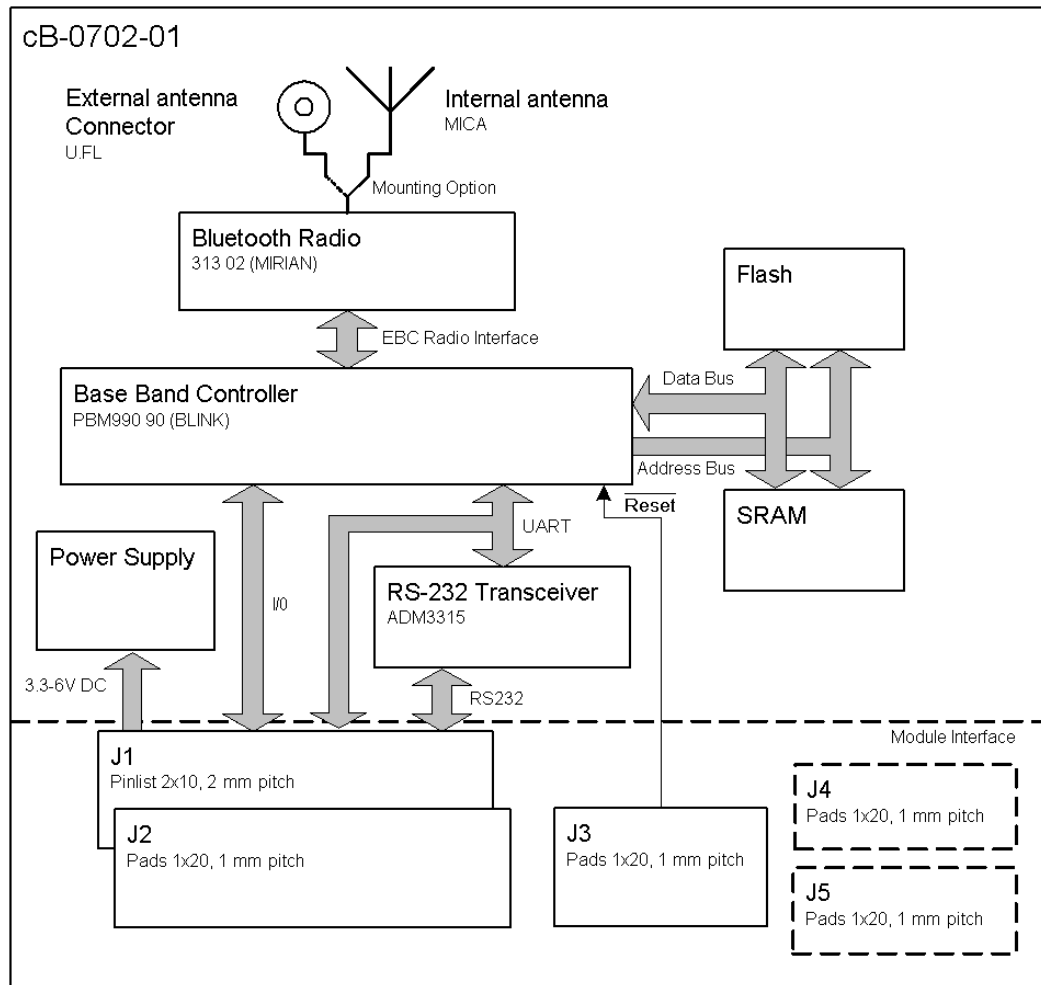 cB-0702-01
External antenna
Connector
U.FL
Internal antenna
MICA
Mounting Option
Bluetooth Radio
313 02 (MIRIAN)
Flash
EBC Radio Interface
Data Bus
Base Band Controller
PBM990 90 (BLINK)
Address Bus
Reset
SRAM
UART
Power Supply
RS-232 Transceiver
ADM3315
I/0
3.3-6V DC
RS232
Module Interface
J1
Pinlist 2x10, 2 mm pitch
J2
Pads 1x20, 1 mm pitch
J3
Pads 1x20, 1 mm pitch
J4
Pads 1x20, 1 mm pitch
J5
Pads 1x20, 1 mm pitch